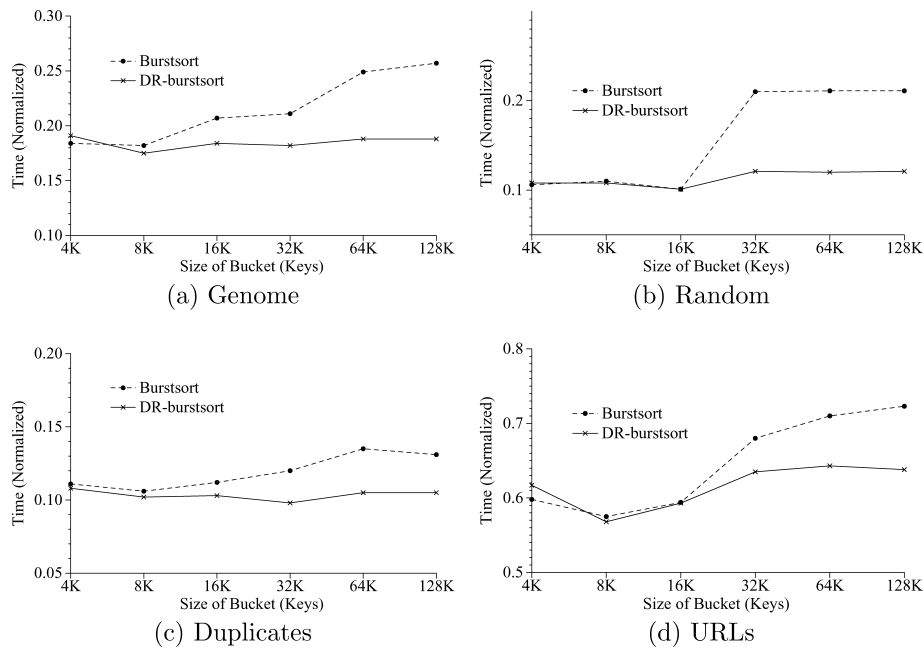 0.30
0.25
0.20
0.15
0.10
Time (Normalized)
Burstsort
DR-burstsort
4K 8K 16K 32K 64K 128K
Size of Bucket (Keys)
(a) Genome
0.2
0.1
Time (Normalized)
Burstsort
DR-burstsort
4K 8K 16K 32K 64K 128K
Size of Bucket (Keys)
(b) Random
0.20
0.15
0.10
0.05
Time (Normalized)
Burstsort
DR-burstsort
4K 8K 16K 32K 64K 128K
Size of Bucket (Keys)
(c) Duplicates
0.8
0.7
0.6
0.5
Time (Normalized)
Burstsort
DR-burstsort
4K 8K 16K 32K 64K 128K
Size of Bucket (Keys)
(d) URLs